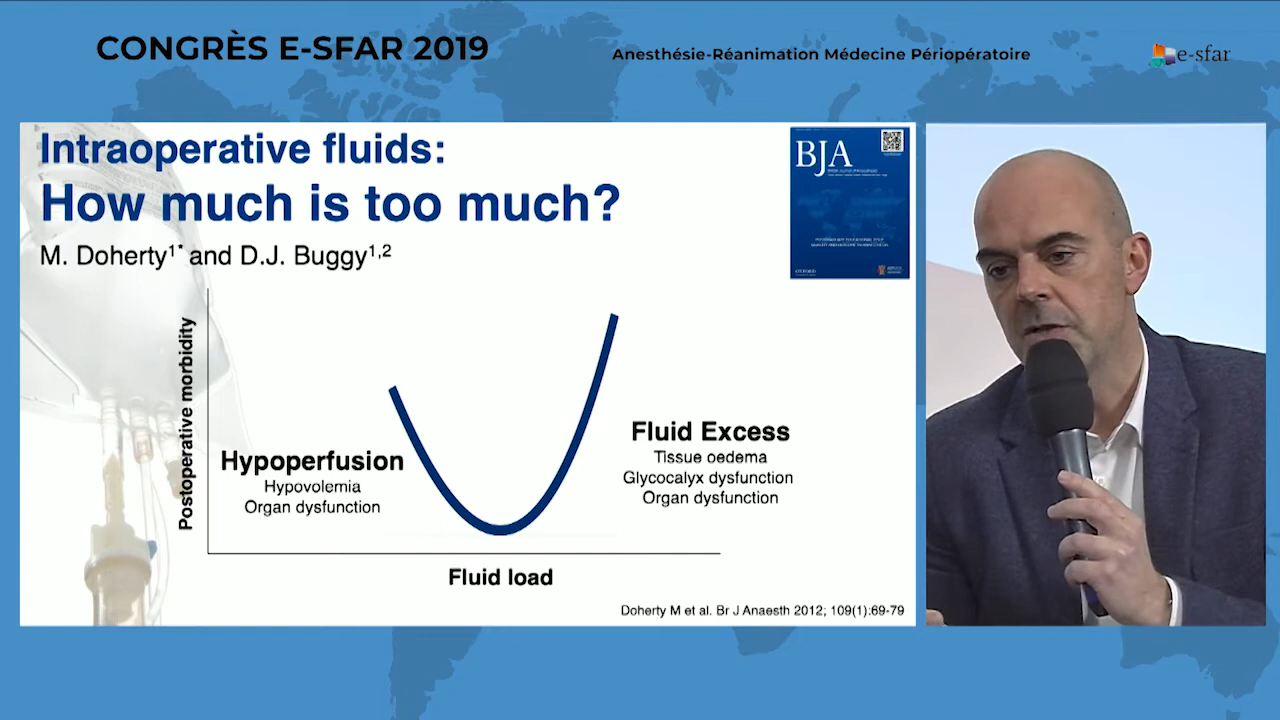 CONGRÈS E-SFAR 2019
Anesthésie-Réanimation Médecine Périopératoire
e-sfar
Intraoperative fluids:
How much is too much?
M. Doherty1* and D.J. Buggy1,2
BJA
Postoperative morbidity
Hypoperfusion
Hypovolemia
Organ dysfunction
Fluid Excess
Tissue oedema
Glycocalyx dysfunction
Organ dysfunction
Fluid load
Doherty M et al. Br J Anaesth 2012; 109(1):69-79